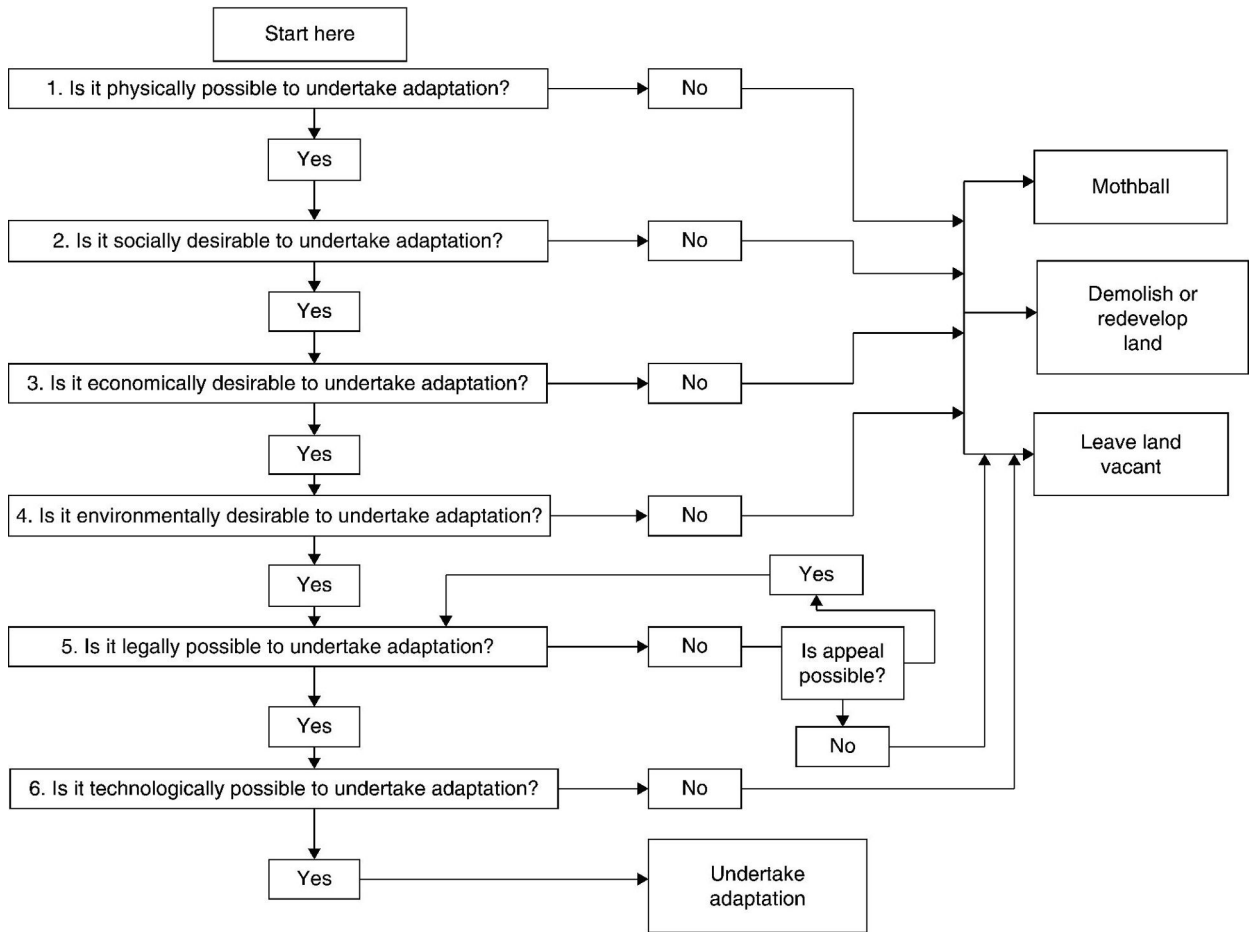 Start here
1. Is it physically possible to undertake adaptation?
No
Yes
Mothball
2. Is it socially desirable to undertake adaptation?
No
Yes
Demolish or
redevelop
land
3. Is it economically desirable to undertake adaptation?
No
Yes
Leave land
vacant
4. Is it environmentally desirable to undertake adaptation?
No
Yes
Yes
5. Is it legally possible to undertake adaptation?
No
Is appeal
possible?
Yes
No
6. Is it technologically possible to undertake adaptation?
No
Yes
Undertake
adaptation